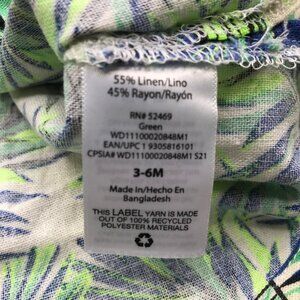 55% Linen/Lino
45% Rayon/Rayón
RN# 52469
Green
WD11100020848M1
EAN/UPC 1 9305816101
CPSIA# WD11100020848M1 S21
3-6M
Made In/Hecho En
Bangladesh
THIS LABEL YARN IS MADE
OUT OF 100% RECYCLED
POLYESTER MATERIALS